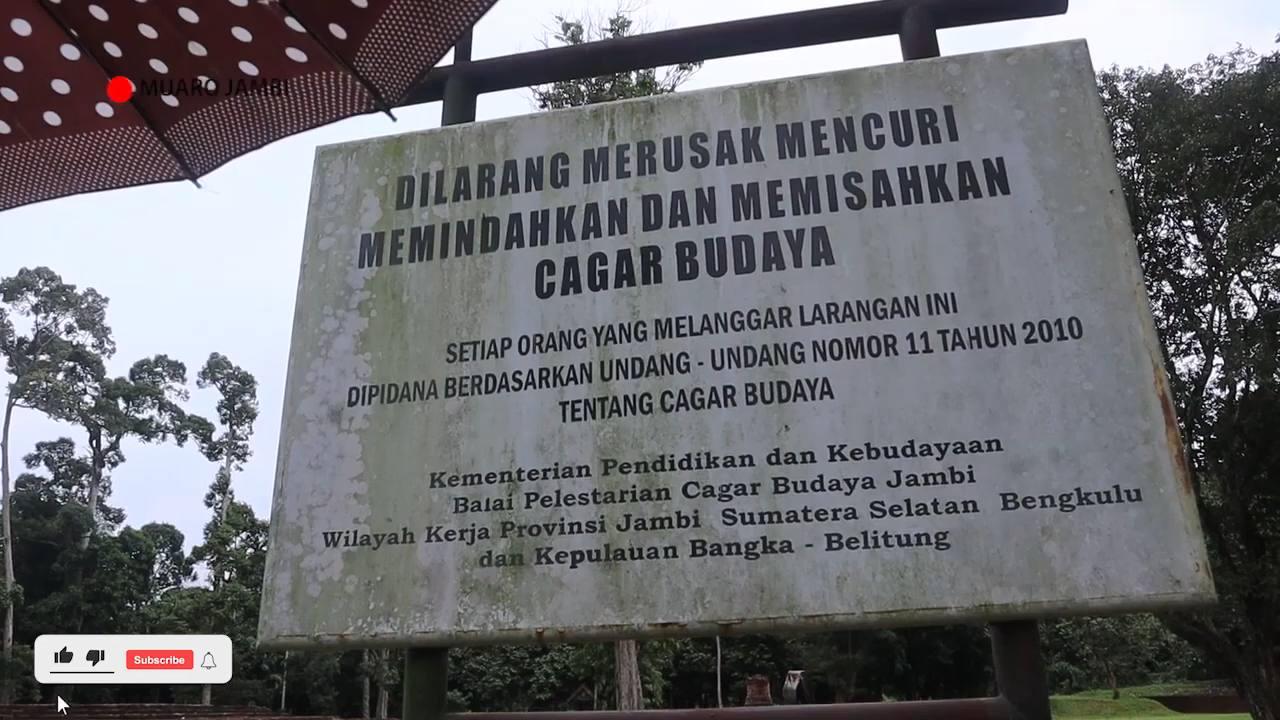 MUARO JAMBI
DILARANG MERUSAK MENCURI
MEMINDAHKAN DAN MEMISAHKAN
CAGAR BUDAYA
SETIAP ORANG YANG MELANGGAR LARANGAN INI
DIPIDANA BERDASARKAN UNDANG - UNDANG NOMOR 11 TAHUN 2010
TENTANG CAGAR BUDAYA
Kementerian Pendidikan dan Kebudayaan
Balai Pelestarian Cagar Budaya Jambi
Wilayah Kerja Provinsi Jambi Sumatera Selatan Bengkulu
dan Kepulauan Bangka - Belitung
Subscribe